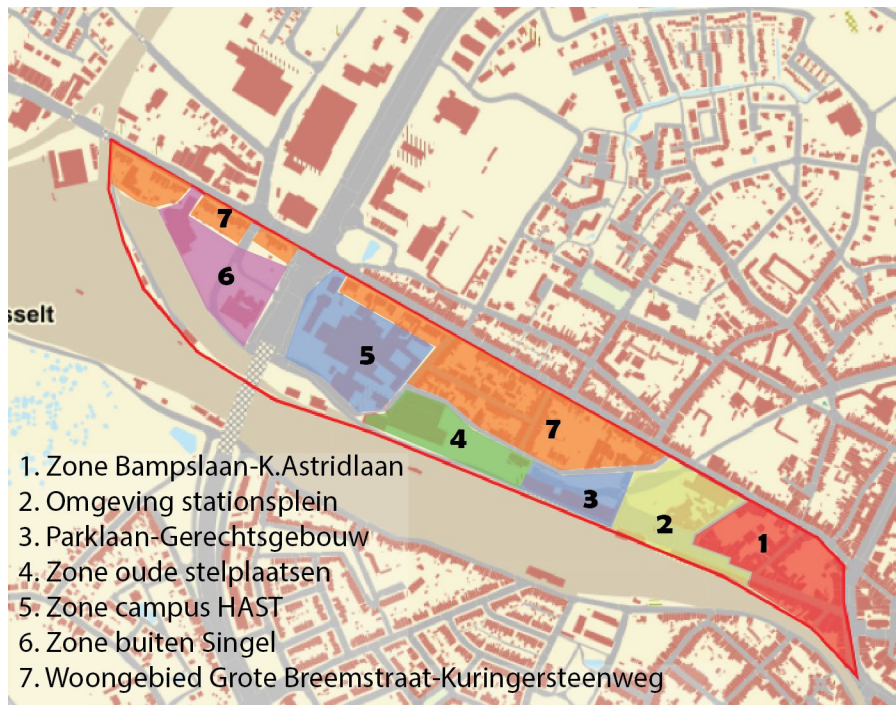 7
6
5
7
4
3
2
1
sselt
1. Zone Bampslaan-K.Astridlaan
2. Omgeving stationsplein
3. Parklaan-Gerechtsgebouw
4. Zone oude stelplaatsen
5. Zone campus HAST
6. Zone buiten Singel
7. Woongebied Grote Breemstraat-Kuringersteenweg